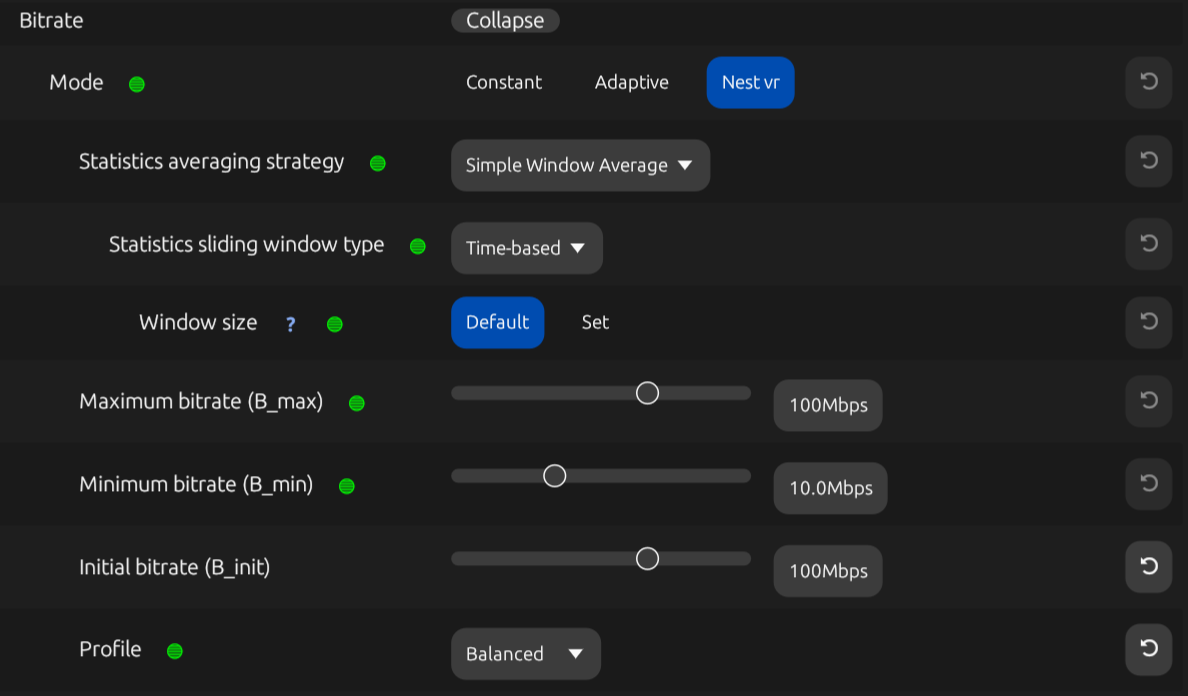 Bitrate Collapse
Mode Constant Adaptive Nest vr
Statistics averaging strategy Simple Window Average
Statistics sliding window type Time-based
Window size ? Default Set
Maximum bitrate (B_max) 100Mbps
Minimum bitrate (B_min) 10.0Mbps
Initial bitrate (B_init) 100Mbps
Profile Balanced